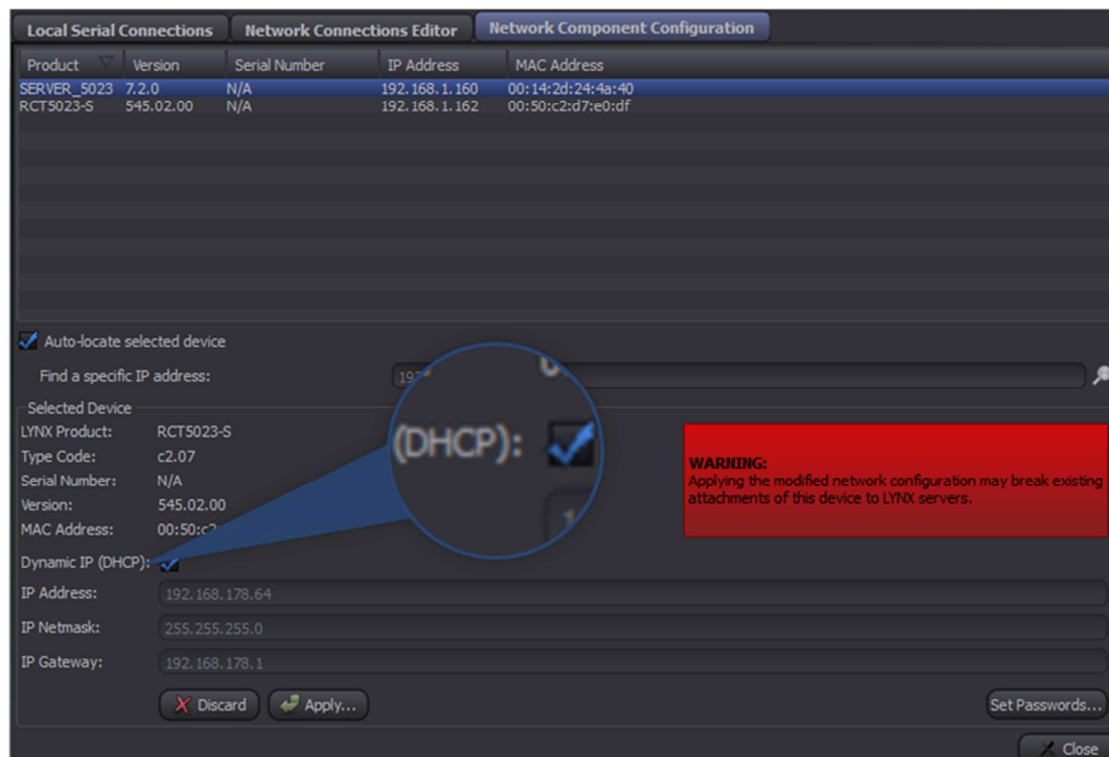 Local Serial Connections Network Connections Editor Network Component Configuration
Product Version Serial Number IP Address MAC Address
SERVER_5023 7.2.0 N/A 192.168.1.160 00:14:2d:24:4a:40
RCT5023-S 545.02.00 N/A 192.168.1.162 00:50:c2:d7:e0:df
Auto-locate selected device
Find a specific IP address:
Selected Device
LYNX Product: RCT5023-S
Type Code: c2.07
Serial Number: N/A
Version: 545.02.00
MAC Address: 00:50:c2
(DHCP):
WARNING:
Applying the modified network configuration may break existing
attachments of this device to LYNX servers.
Dynamic IP (DHCP):
IP Address: 192.168.178.64
IP Netmask: 255.255.255.0
IP Gateway: 192.168.178.1
Discard Apply... Set Passwords...
Close